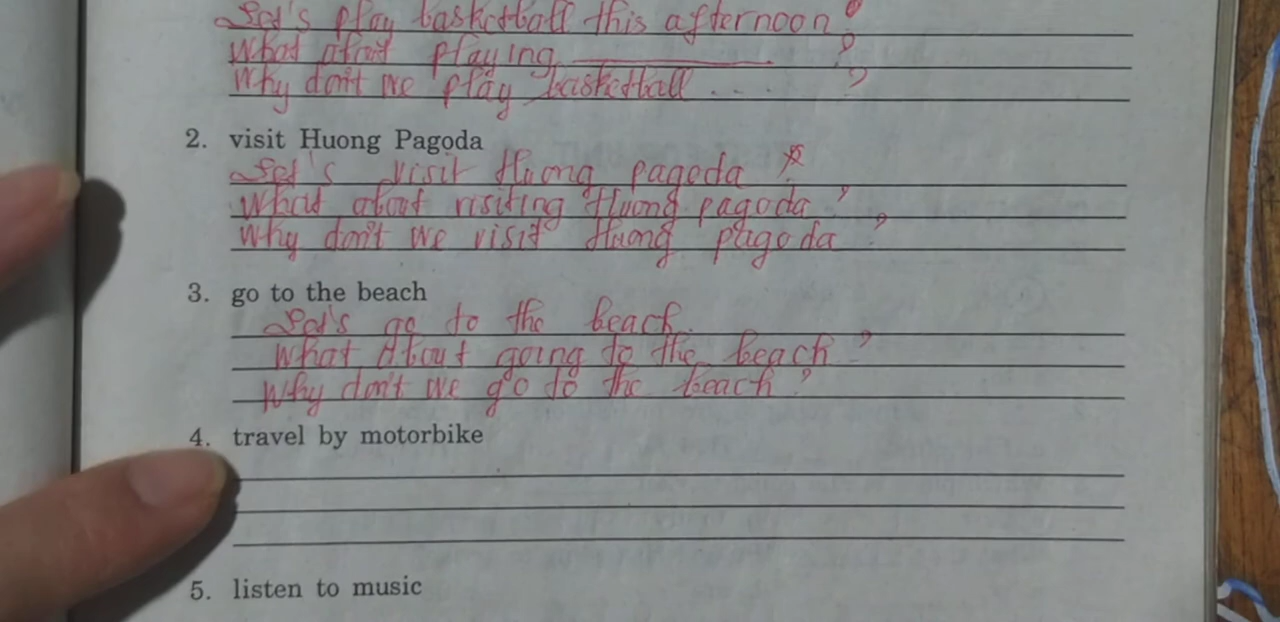 Let's play basketball this afternoon
What about playing ?
Why don't we play basketball ... ?
2. visit Huong Pagoda
Let's visit Huong pagoda
What about visiting Huong pagoda ?
Why don't we visit Huong pagoda ?
3. go to the beach
Let's go to the beach.
What About going to the beach ?
Why don't we go to the beach ?
4. travel by motorbike
5. listen to music